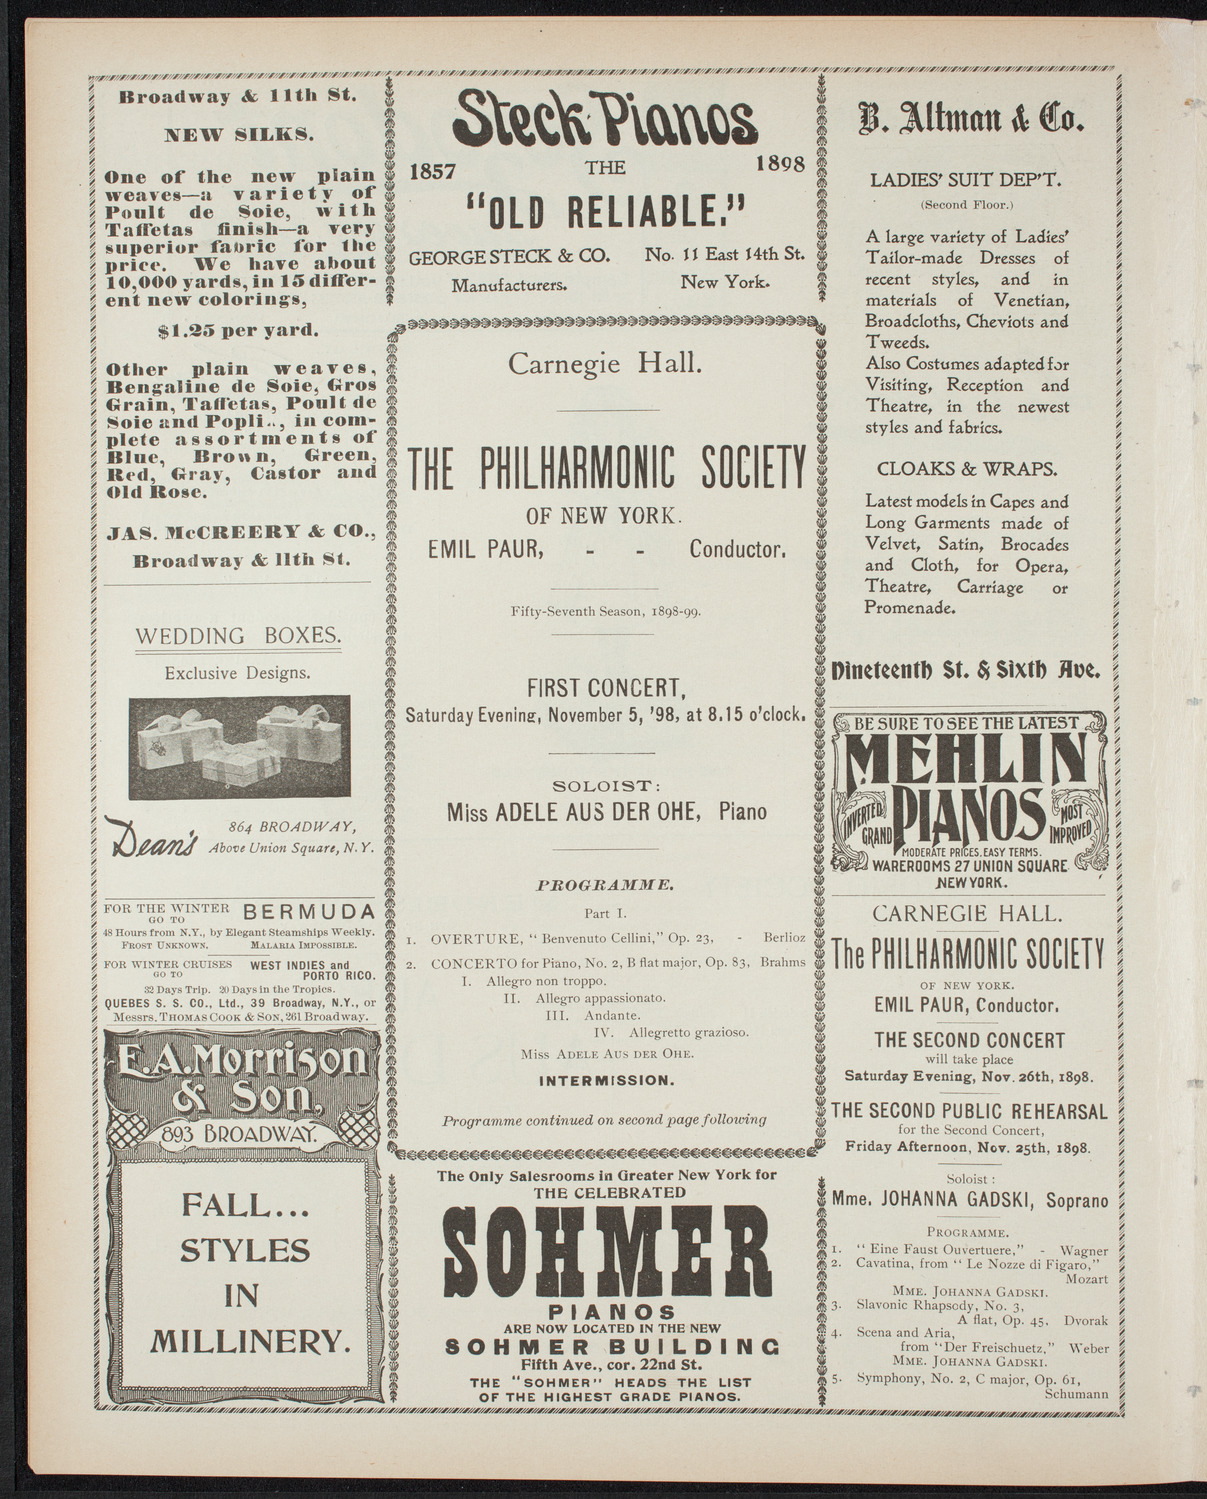 Broadway & 11th St.
NEW SILKS.
One of the new plain
weaves—a variety of
Poult de Soie, with
Taffetas finish—a very
superior fabric for the
price. We have about
10,000 yards, in 15 differ-
ent new colorings,
$1.25 per yard.
Other plain weaves,
Bengaline de Soie, Gros
Grain, Taffetas, Poult de
Soie and in com-
plete assortments of
Blue, Brown, Green,
Red, Gray, Castor and
Old Rose.
JAS. McCREERY & CO.,
Broadway & 11th St.
WEDDING BOXES.
Exclusive Designs.
Dean's
864 BROADWAY,
Above Union Square, N. Y.
FOR THE WINTER
GO TO
BERMUDA
48 Hours from N.Y., by Elegant Steamships Weekly.
FROST UNKNOWN. MALARIA IMPOSSIBLE.
FOR WINTER CRUISES
GO TO
WEST INDIES and
PORTO RICO.
32 Days Trip. 20 Days in the Tropics.
QUEBES S. S. CO., Ltd., 39 Broadway, N.Y., or
Messrs. THOMAS COOK & SON, 261 Broadway.
E.A. Morrison
& Son,
893 BROADWAY.
FALL...
STYLES
IN
MILLINERY.
Steck Pianos
1857 THE 1898
"OLD RELIABLE."
GEORGE STECK & CO. No. 11 East 14th St.
Manufacturers. New York.
Carnegie Hall.
THE PHILHARMONIC SOCIETY
OF NEW YORK.
EMIL PAUR, - - Conductor.
Fifty-Seventh Season, 1898-99.
FIRST CONCERT,
Saturday Evening, November 5, '98, at 8.15 o'clock.
SOLOIST:
Miss ADELE AUS DER OHE, Piano
PROGRAMME.
Part I.
1. OVERTURE, "Benvenuto Cellini," Op. 23, - Berlioz
2. CONCERTO for Piano, No. 2, B flat major, Op. 83, Brahms
I. Allegro non troppo.
II. Allegro appassionato.
III. Andante.
IV. Allegretto grazioso.
Miss ADELE AUS DER OHE.
INTERMISSION.
Programme continued on second page following
The Only Salesrooms in Greater New York for
THE CELEBRATED
SOHMER
PIANOS
ARE NOW LOCATED IN THE NEW
SOHMER BUILDING
Fifth Ave., cor. 22nd St.
THE "SOHMER" HEADS THE LIST
OF THE HIGHEST GRADE PIANOS.
B. Altman & Co.
LADIES' SUIT DEP'T.
(Second Floor.)
A large variety of Ladies'
Tailor-made Dresses of
recent styles, and in
materials of Venetian,
Broadcloths, Cheviots and
Tweeds.
Also Costumes adapted for
Visiting, Reception and
Theatre, in the newest
styles and fabrics.
CLOAKS & WRAPS.
Latest models in Capes and
Long Garments made of
Velvet, Satin, Brocades
and Cloth, for Opera,
Theatre, Carriage or
Promenade.
Nineteenth St. & Sixth Ave.
BE SURE TO SEE THE LATEST
MEHLIN
INVERTED
GRAND
PIANOS
MOST
IMPROVED
MODERATE PRICES. EASY TERMS.
WAREROOMS 27 UNION SQUARE
NEW YORK.
CARNEGIE HALL.
The PHILHARMONIC SOCIETY
OF NEW YORK.
EMIL PAUR, Conductor.
THE SECOND CONCERT
will take place
Saturday Evening, Nov. 26th, 1898.
THE SECOND PUBLIC REHEARSAL
for the Second Concert,
Friday Afternoon, Nov. 25th, 1898.
Soloist:
Mme. JOHANNA GADSKI, Soprano
PROGRAMME.
1. "Eine Faust Ouvertuere," - Wagner
2. Cavatina, from "Le Nozze di Figaro,"
Mozart
MME. JOHANNA GADSKI.
3. Slavonic Rhapsody, No. 3,
A flat, Op. 45, Dvorak
4. Scena and Aria,
from "Der Freischuetz," Weber
MME. JOHANNA GADSKI.
5. Symphony, No. 2, C major, Op. 61,
Schumann